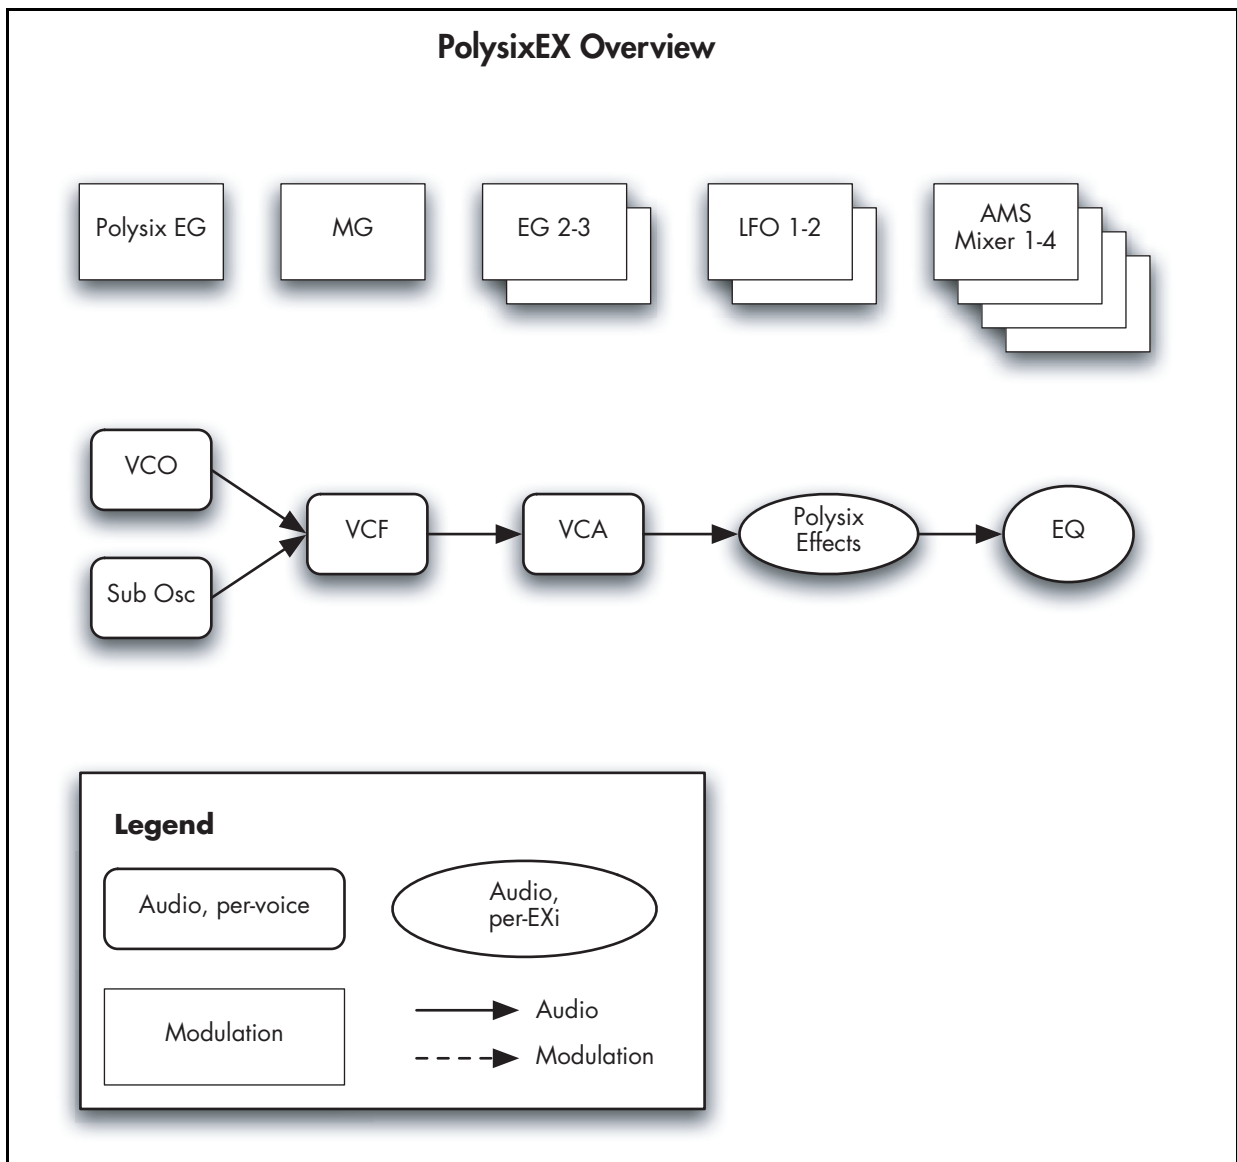 PolysixEX Overview
Polysix EG
MG
EG 2-3
LFO 1-2
AMS
Mixer 1-4
VCO
Sub Osc
VCF
VCA
Polysix
Effects
EQ
Legend
Audio, per-voice
Audio,
per-EXi
Modulation
Audio
Modulation